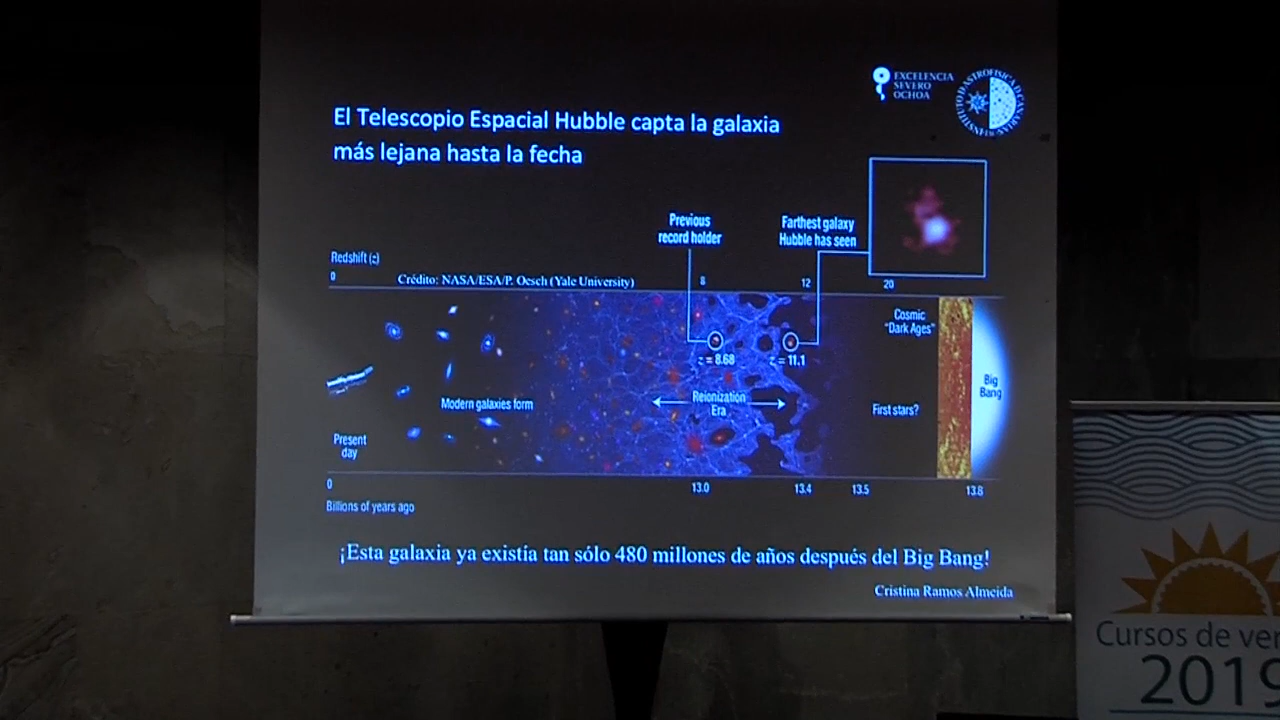 EXCELENCIA
SEVERO
OCHOA
INSTITUTO D ASTROFISICA D CANARIAS
El Telescopio Espacial Hubble capta la galaxia
más lejana hasta la fecha
Previous
record holder
Farthest galaxy
Hubble has seen
Redshift (z)
0
Crédito: NASA/ESA/P. Oesch (Yale University)
8
12
20
Cosmic
"Dark Ages"
z = 8.68
z = 11.1
Big
Bang
Modern galaxies form
Reionization
Era
First stars?
Present
day
0
13.0
13.4
13.5
13.8
Billions of years ago
¡Esta galaxia ya existía tan sólo 480 millones de años después del Big Bang!
Cristina Ramos Almeida
Cursos de ver
2019